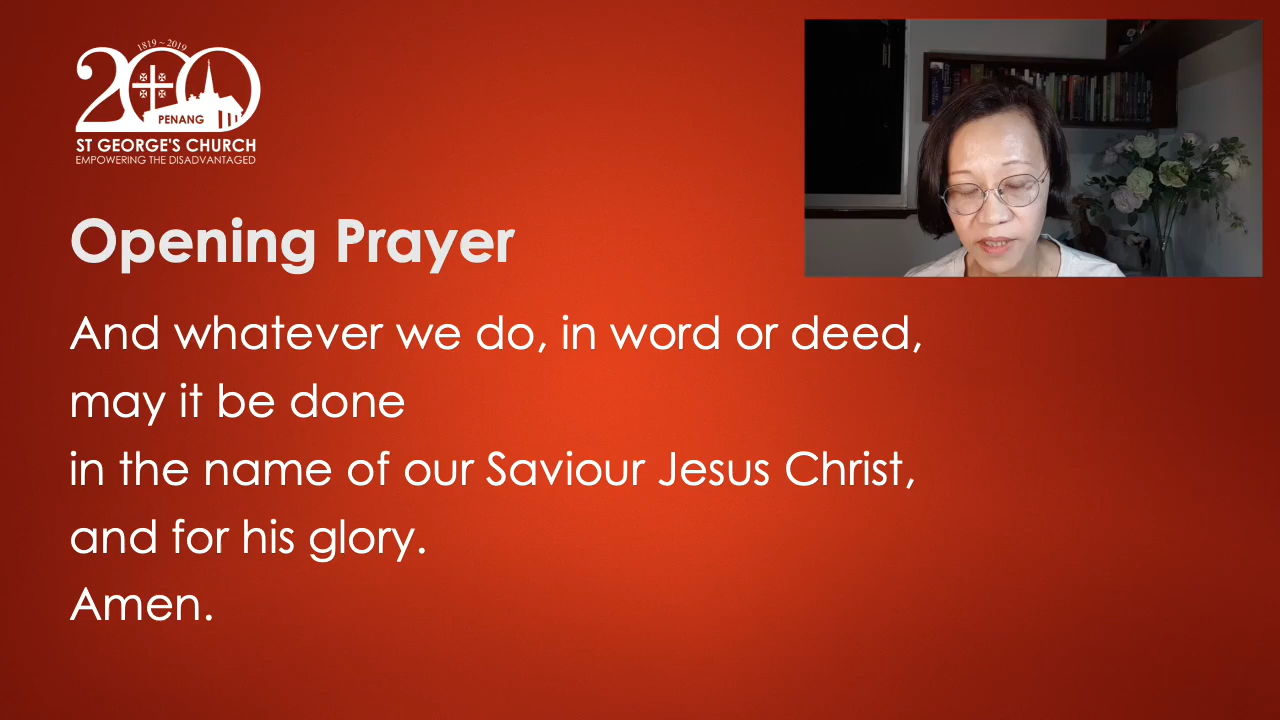 1819 ~ 2019
200
PENANG
ST GEORGE'S CHURCH
EMPOWERING THE DISADVANTAGED
Opening Prayer
And whatever we do, in word or deed,
may it be done
in the name of our Saviour Jesus Christ,
and for his glory.
Amen.